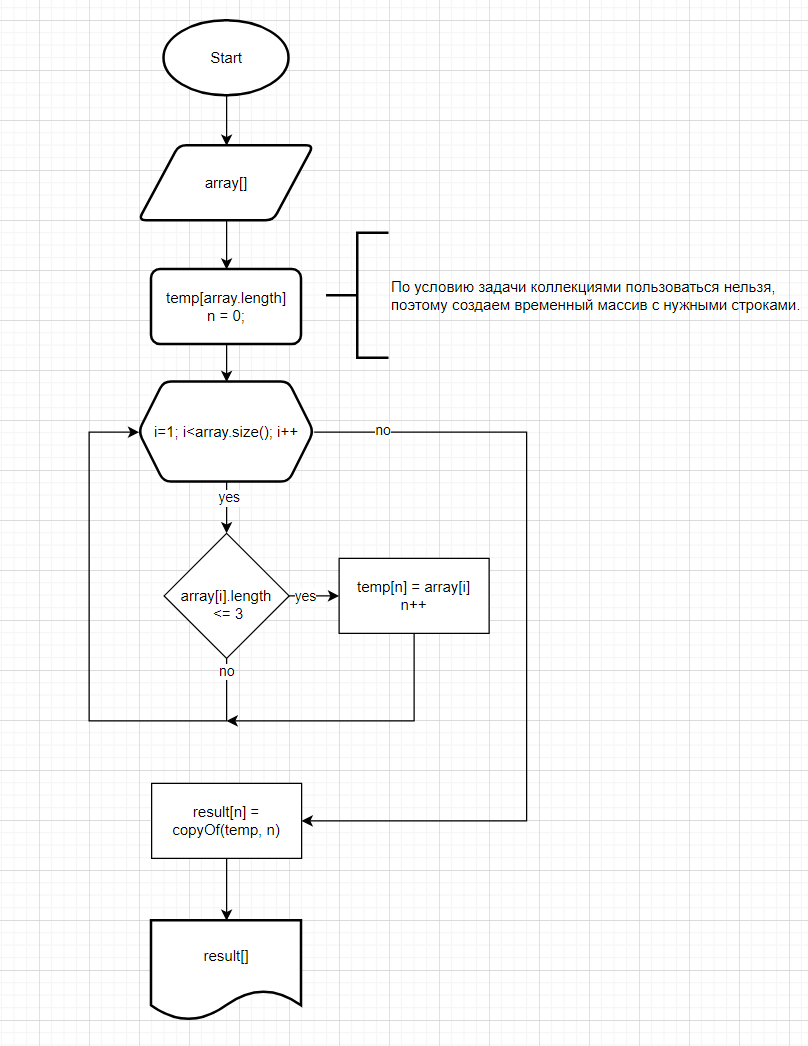 Start
array[]
temp[array.length]
n = 0;
По условию задачи коллекциями пользоваться нельзя,
поэтому создаем временный массив с нужными строками.
i=1; i<array.size(); i++
no
yes
array[i].length
<= 3
yes
temp[n] = array[i]
n++
no
result[n] =
copyOf(temp, n)
result[]